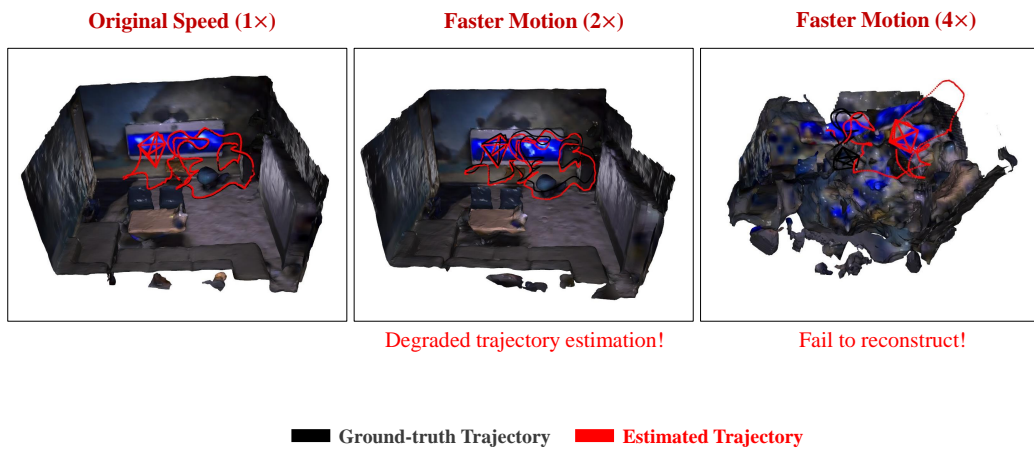 Original Speed (1×)
Faster Motion (2×)
Faster Motion (4×)
Degraded trajectory estimation!
Fail to reconstruct!
Ground-truth Trajectory
Estimated Trajectory